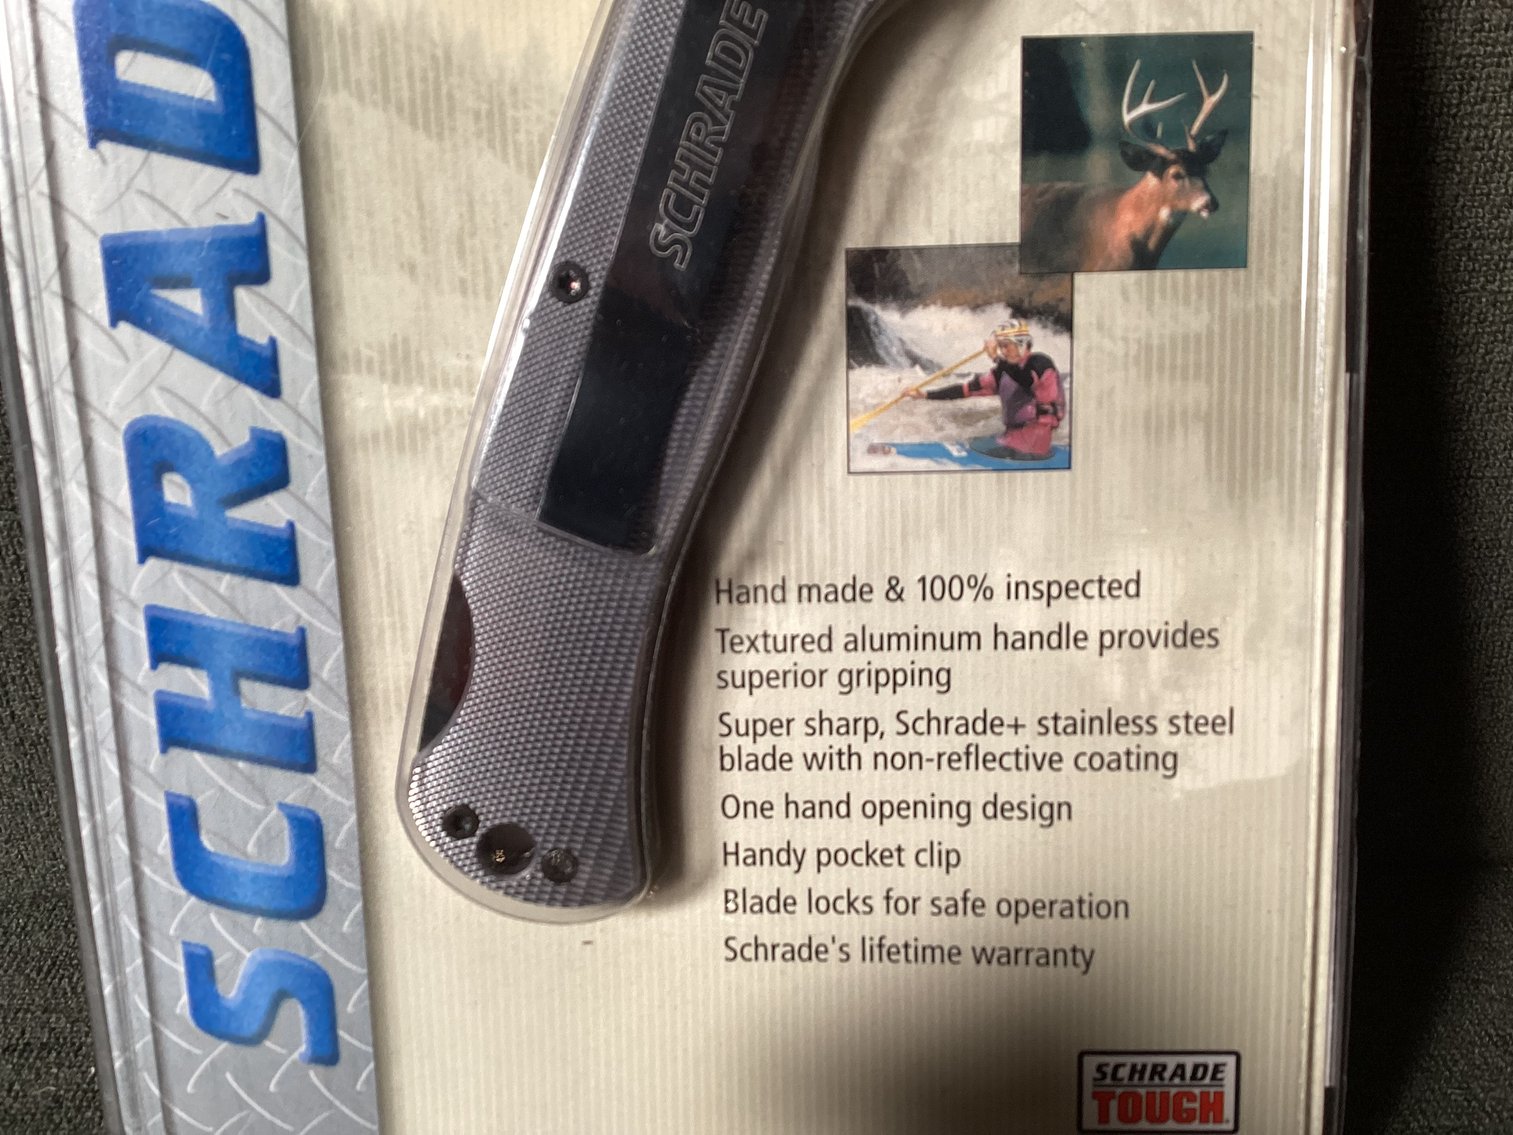 SCHRAD
SCHRADE
Hand made & 100% inspected
Textured aluminum handle provides
superior gripping
Super sharp, Schrade+ stainless steel
blade with non-reflective coating
One hand opening design
Handy pocket clip
Blade locks for safe operation
Schrade's lifetime warranty
SCHRADE
TOUGH